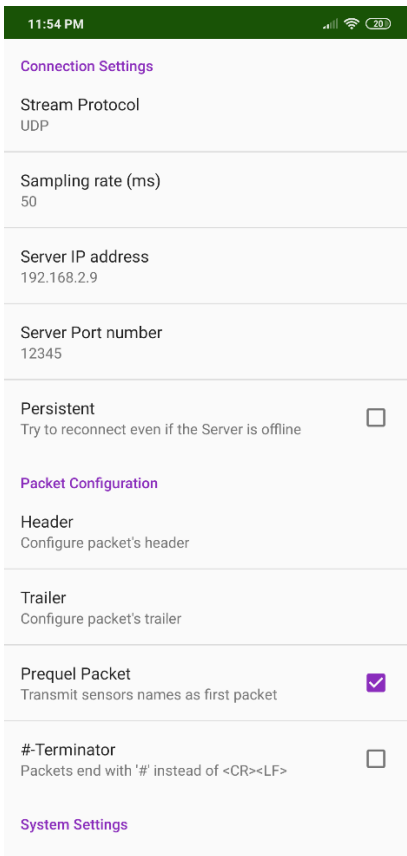 11:54 PM 20
Connection Settings
Stream Protocol
UDP
Sampling rate (ms)
50
Server IP address
192.168.2.9
Server Port number
12345
Persistent
Try to reconnect even if the Server is offline
Packet Configuration
Header
Configure packet's header
Trailer
Configure packet's trailer
Prequel Packet
Transmit sensors names as first packet
#-Terminator
Packets end with '#' instead of <CR><LF>
System Settings